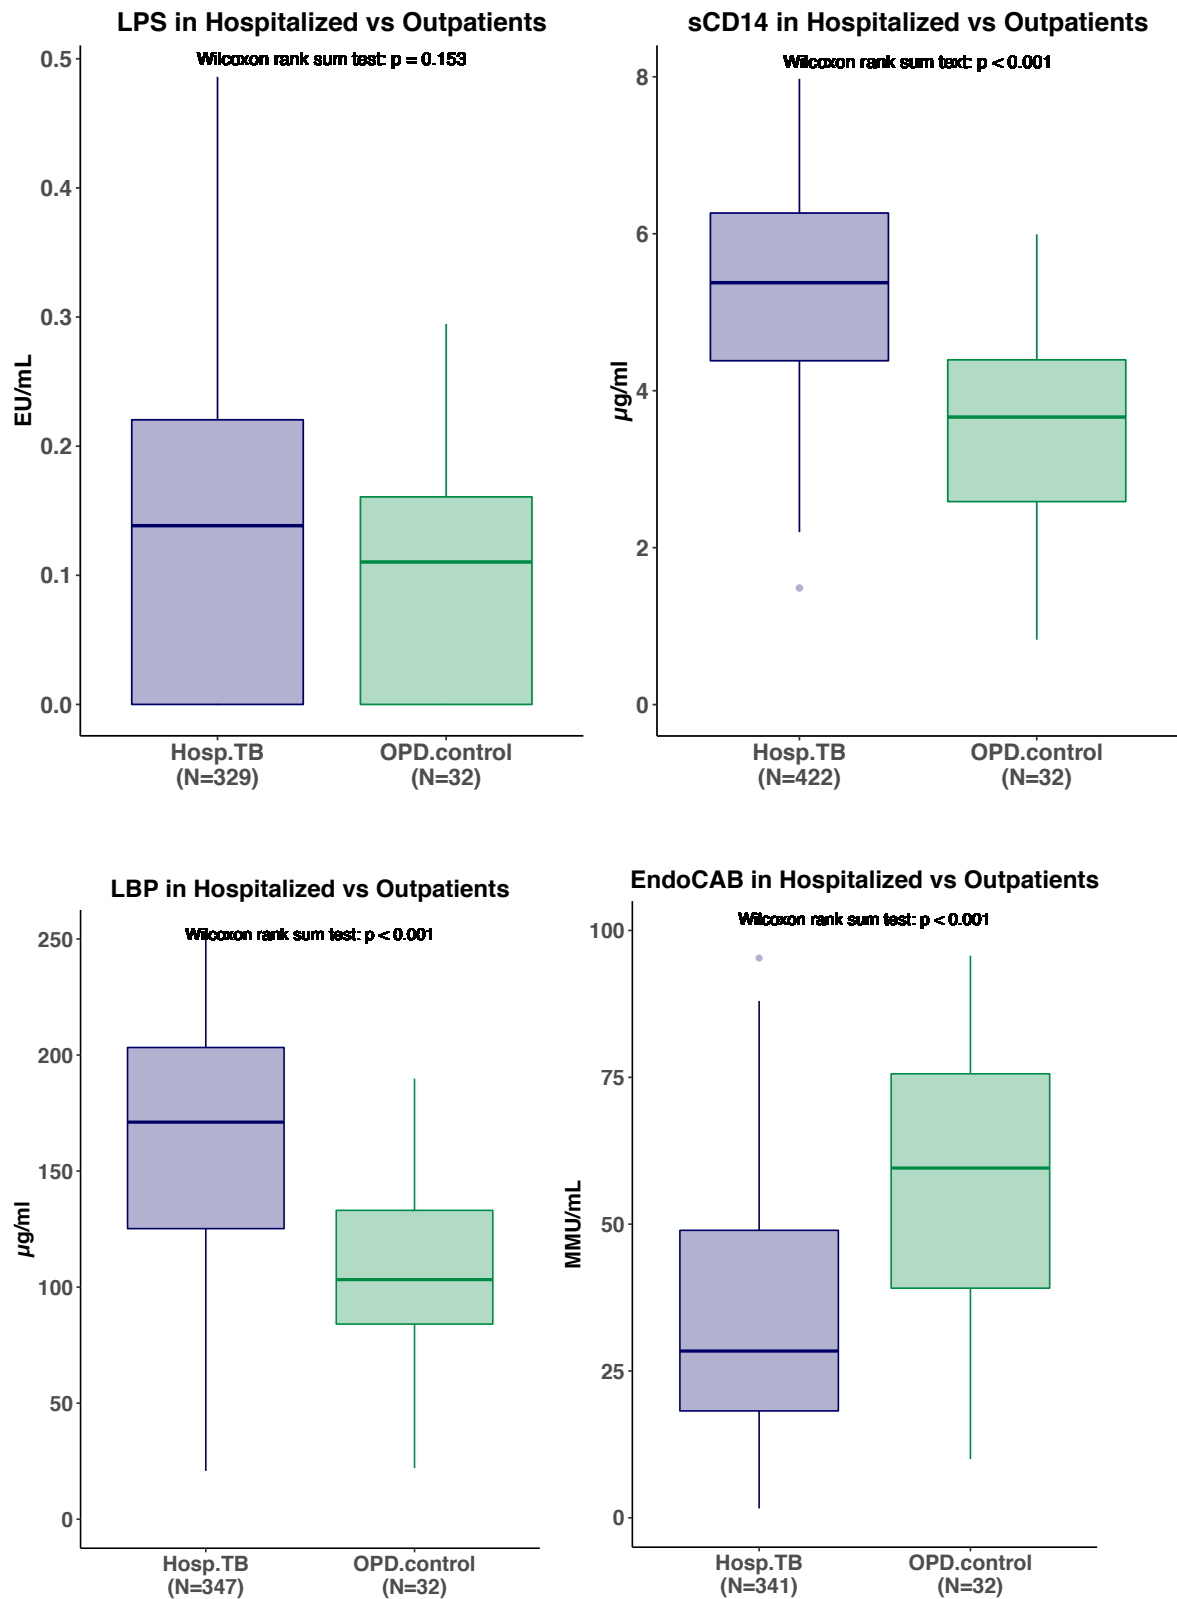 LPS in Hospitalized vs Outpatients
Wilcoxon rank sum test: p = 0.153
0.5
0.4
0.3
0.2
0.1
0.0
EU/mL
Hosp.TB
(N=329)
OPD.control
(N=32)
sCD14 in Hospitalized vs Outpatients
Wilcoxon rank sum text: p < 0.001
8
6
4
2
0
µg/ml
Hosp.TB
(N=422)
OPD.control
(N=32)
LBP in Hospitalized vs Outpatients
Wilcoxon rank sum test: p < 0.001
250
200
150
100
50
0
µg/ml
Hosp.TB
(N=347)
OPD.control
(N=32)
EndoCAB in Hospitalized vs Outpatients
Wilcoxon rank sum test: p < 0.001
100
75
50
25
0
MMU/mL
Hosp.TB
(N=341)
OPD.control
(N=32)